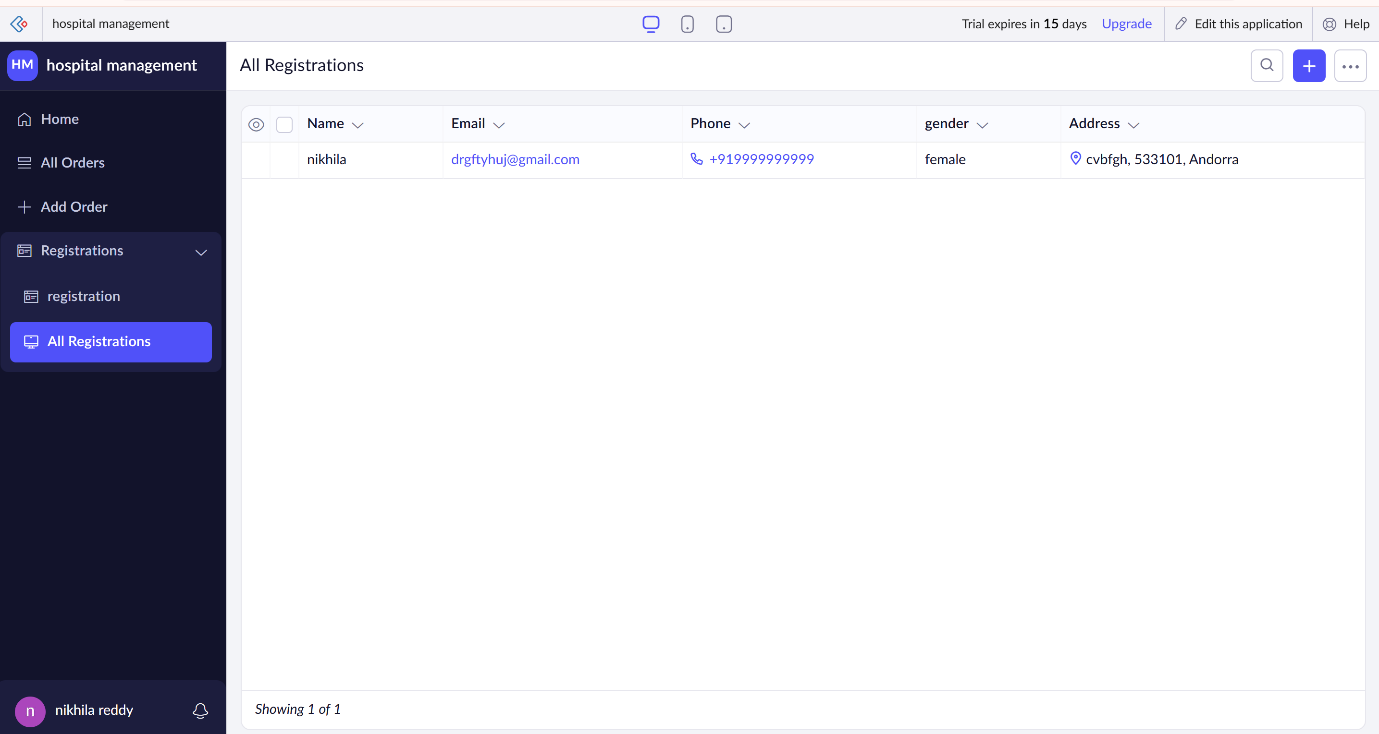 hospital management
Trial expires in 15 days Upgrade Edit this application Help
HM hospital management
All Registrations
Home
All Orders
Add Order
Registrations
registration
All Registrations
Name Email Phone gender Address
nikhila drgftyhuj@gmail.com +919999999999 female cvbfgh, 533101, Andorra
Showing 1 of 1
n nikhila reddy